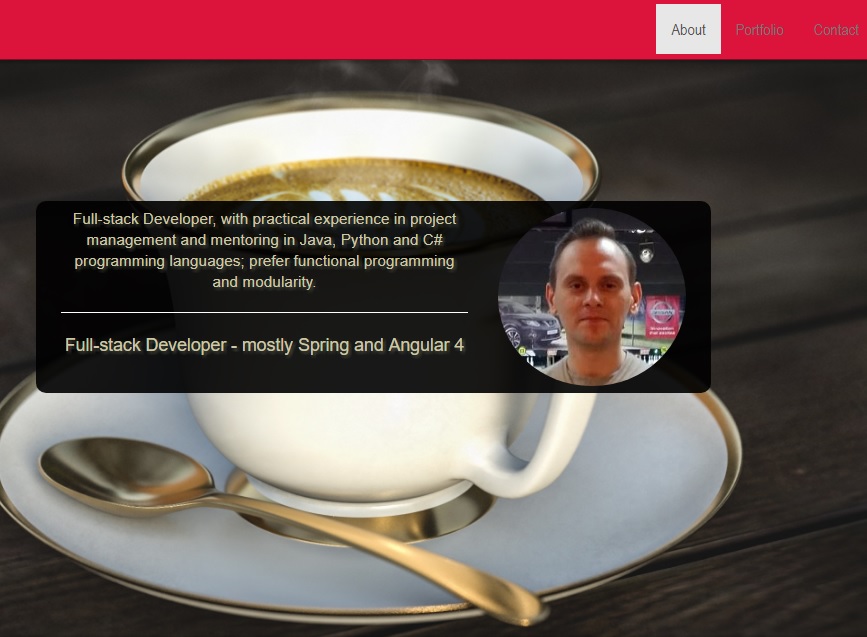 About Portfolio Contact
Full-stack Developer, with practical experience in project
management and mentoring in Java, Python and C#
programming languages; prefer functional programming
and modularity.
Full-stack Developer - mostly Spring and Angular 4